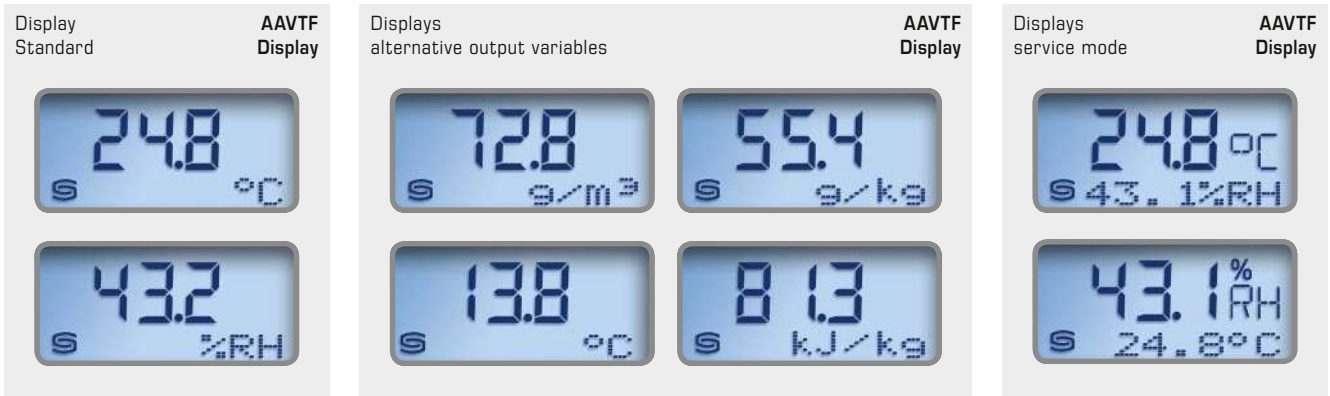 Display AAVTF
Standard Display
24.8
°C
43.2
%RH
Displays AAVTF
alternative output variables Display
72.8
g/m³
55.4
g/kg
13.8
°C
81.3
kJ/kg
Displays AAVTF
service mode Display
24.8 °C
43.1%RH
43.1 % RH
24.8°C